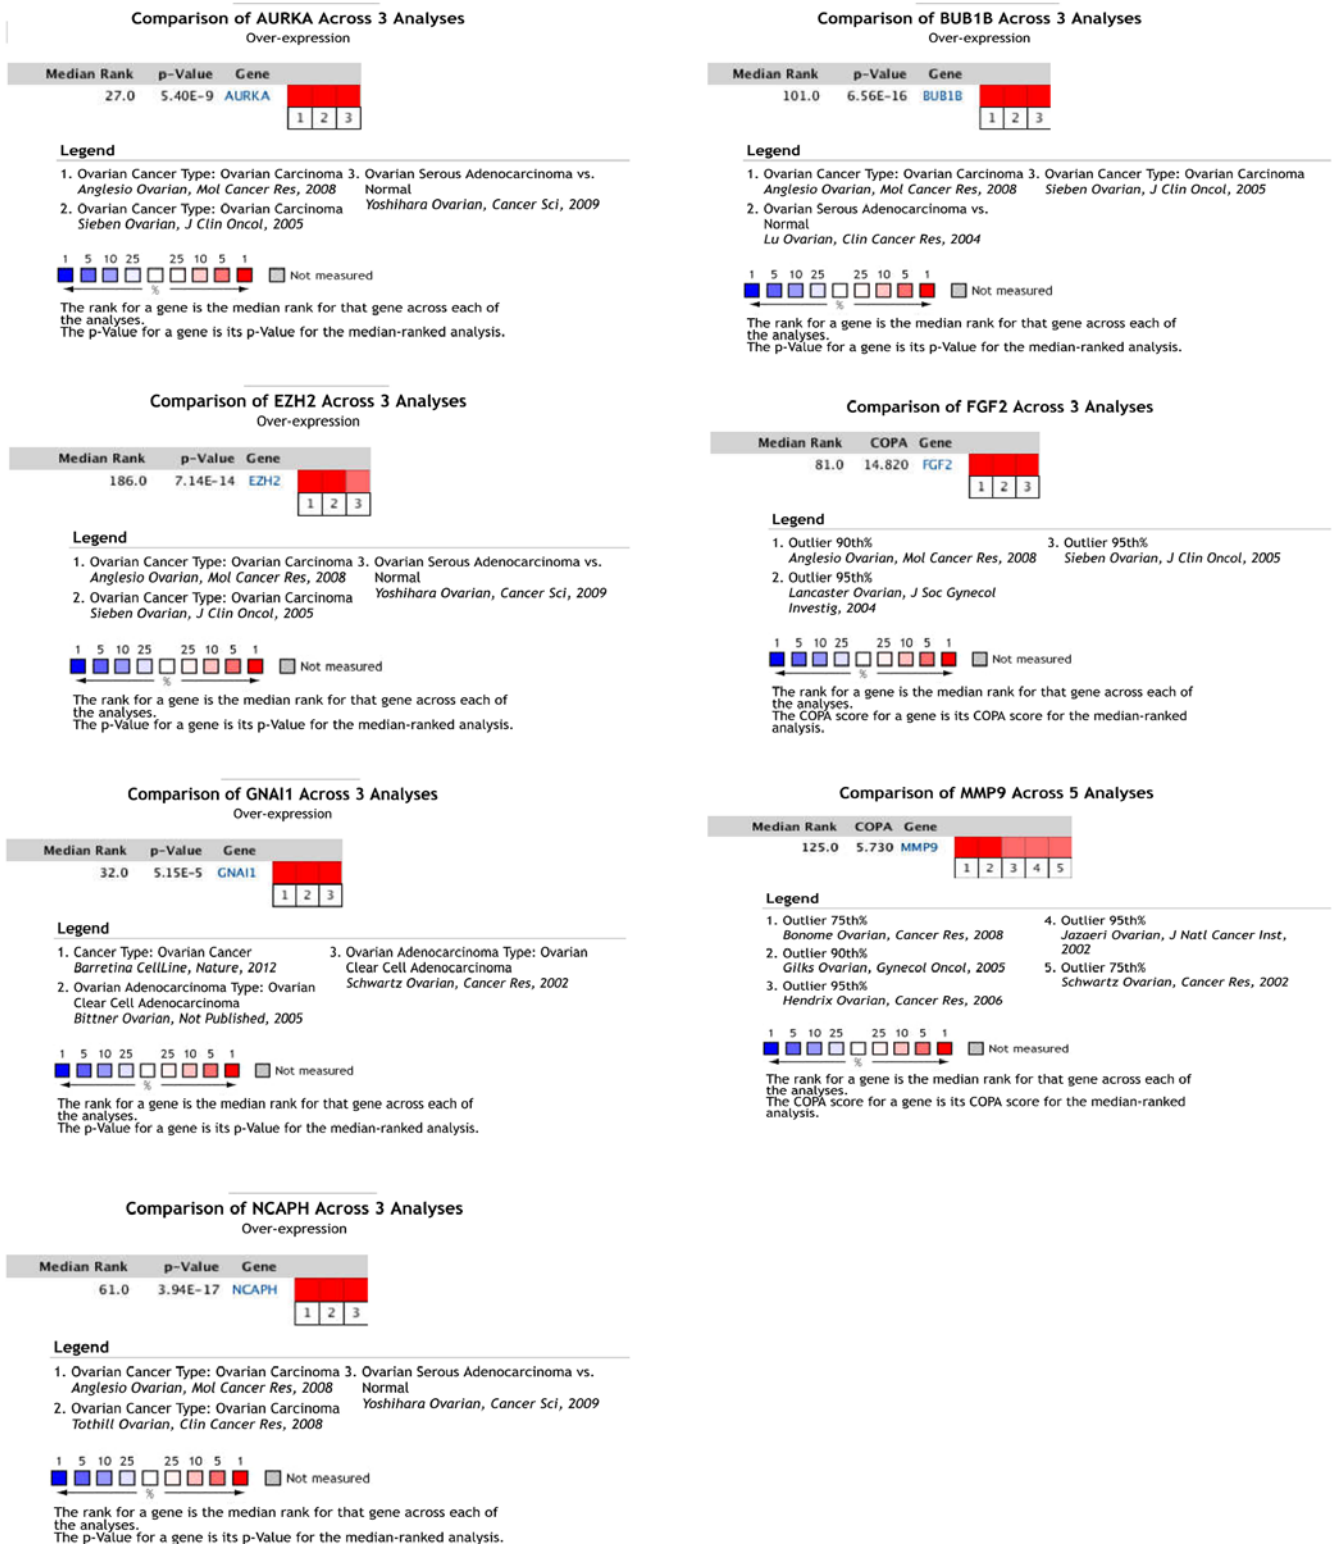 Comparison of AURKA Across 3 Analyses
Over-expression
Median Rank p-Value Gene
27.0 5.40E-9 AURKA
1 2 3
Legend
1. Ovarian Cancer Type: Ovarian Carcinoma
Anglesio Ovarian, Mol Cancer Res, 2008
2. Ovarian Cancer Type: Ovarian Carcinoma
Sieben Ovarian, J Clin Oncol, 2005
3. Ovarian Serous Adenocarcinoma vs.
Normal
Yoshihara Ovarian, Cancer Sci, 2009
1 5 10 25 25 10 5 1
Not measured
%
The rank for a gene is the median rank for that gene across each of
the analyses.
The p-Value for a gene is its p-Value for the median-ranked analysis.
Comparison of BUB1B Across 3 Analyses
Over-expression
Median Rank p-Value Gene
101.0 6.56E-16 BUB1B
1 2 3
Legend
1. Ovarian Cancer Type: Ovarian Carcinoma
Anglesio Ovarian, Mol Cancer Res, 2008
2. Ovarian Serous Adenocarcinoma vs.
Normal
Lu Ovarian, Clin Cancer Res, 2004
3. Ovarian Cancer Type: Ovarian Carcinoma
Sieben Ovarian, J Clin Oncol, 2005
1 5 10 25 25 10 5 1
Not measured
%
The rank for a gene is the median rank for that gene across each of
the analyses.
The p-Value for a gene is its p-Value for the median-ranked analysis.
Comparison of EZH2 Across 3 Analyses
Over-expression
Median Rank p-Value Gene
186.0 7.14E-14 EZH2
1 2 3
Legend
1. Ovarian Cancer Type: Ovarian Carcinoma
Anglesio Ovarian, Mol Cancer Res, 2008
2. Ovarian Cancer Type: Ovarian Carcinoma
Sieben Ovarian, J Clin Oncol, 2005
3. Ovarian Serous Adenocarcinoma vs.
Normal
Yoshihara Ovarian, Cancer Sci, 2009
1 5 10 25 25 10 5 1
Not measured
%
The rank for a gene is the median rank for that gene across each of
the analyses.
The p-Value for a gene is its p-Value for the median-ranked analysis.
Comparison of FGF2 Across 3 Analyses
Median Rank COPA Gene
81.0 14.820 FGF2
1 2 3
Legend
1. Outlier 90th%
Anglesio Ovarian, Mol Cancer Res, 2008
2. Outlier 95th%
Lancaster Ovarian, J Soc Gynecol
Investig, 2004
3. Outlier 95th%
Sieben Ovarian, J Clin Oncol, 2005
1 5 10 25 25 10 5 1
Not measured
%
The rank for a gene is the median rank for that gene across each of
the analyses.
The COPA score for a gene is its COPA score for the median-ranked
analysis.
Comparison of GNAI1 Across 3 Analyses
Over-expression
Median Rank p-Value Gene
32.0 5.15E-5 GNAI1
1 2 3
Legend
1. Cancer Type: Ovarian Cancer
Barretina CellLine, Nature, 2012
2. Ovarian Adenocarcinoma Type: Ovarian
Clear Cell Adenocarcinoma
Bittner Ovarian, Not Published, 2005
3. Ovarian Adenocarcinoma Type: Ovarian
Clear Cell Adenocarcinoma
Schwartz Ovarian, Cancer Res, 2002
1 5 10 25 25 10 5 1
Not measured
%
The rank for a gene is the median rank for that gene across each of
the analyses.
The p-Value for a gene is its p-Value for the median-ranked analysis.
Comparison of MMP9 Across 5 Analyses
Median Rank COPA Gene
125.0 5.730 MMP9
1 2 3 4 5
Legend
1. Outlier 75th%
Bonome Ovarian, Cancer Res, 2008
2. Outlier 90th%
Gilks Ovarian, Gynecol Oncol, 2005
3. Outlier 95th%
Hendrix Ovarian, Cancer Res, 2006
4. Outlier 95th%
Jazaeri Ovarian, J Natl Cancer Inst,
2002
5. Outlier 75th%
Schwartz Ovarian, Cancer Res, 2002
1 5 10 25 25 10 5 1
Not measured
%
The rank for a gene is the median rank for that gene across each of
the analyses.
The COPA score for a gene is its COPA score for the median-ranked
analysis.
Comparison of NCAPH Across 3 Analyses
Over-expression
Median Rank p-Value Gene
61.0 3.94E-17 NCAPH
1 2 3
Legend
1. Ovarian Cancer Type: Ovarian Carcinoma
Anglesio Ovarian, Mol Cancer Res, 2008
2. Ovarian Cancer Type: Ovarian Carcinoma
Tothill Ovarian, Clin Cancer Res, 2008
3. Ovarian Serous Adenocarcinoma vs.
Normal
Yoshihara Ovarian, Cancer Sci, 2009
1 5 10 25 25 10 5 1
Not measured
%
The rank for a gene is the median rank for that gene across each of
the analyses.
The p-Value for a gene is its p-Value for the median-ranked analysis.